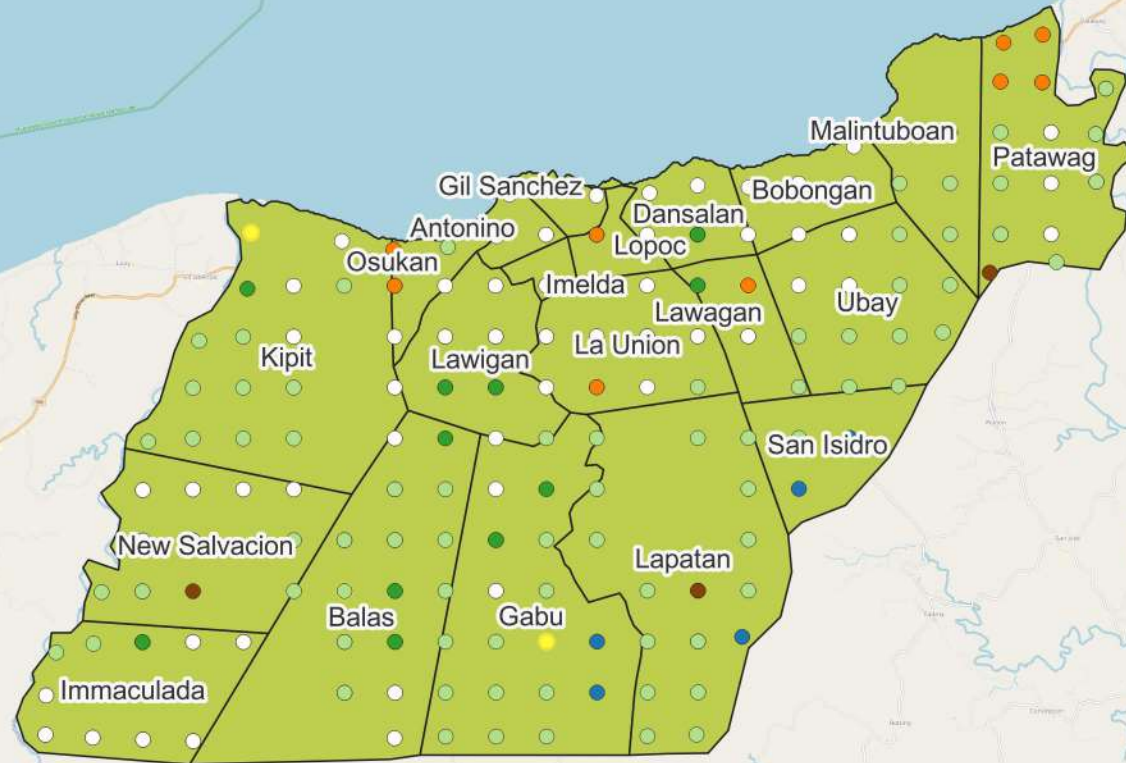 Malintuboan
Patawag
Gil Sanchez
Bobongan
Dansalan
Antonino
Lopoc
Osukan
Imelda
Ubay
Lawagan
Kipit
Lawigan
La Union
San Isidro
New Salvacion
Lapatan
Balas
Gabu
Immaculada